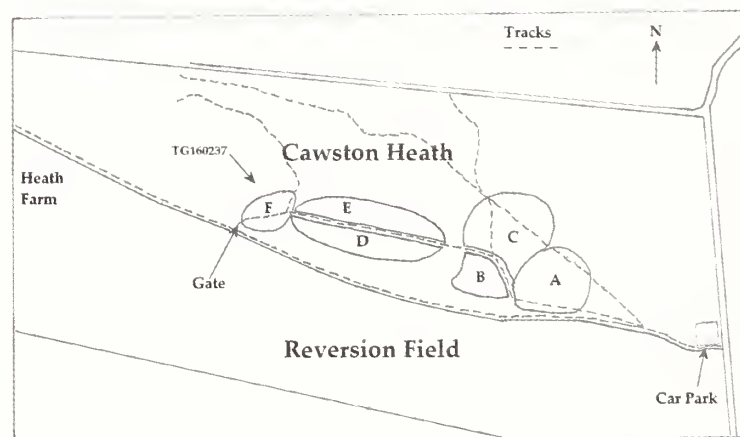 Tracks
N
TG160237
Cawston Heath
Heath
Farm
F
E
D
C
B
A
Gate
Reversion Field
Car Park